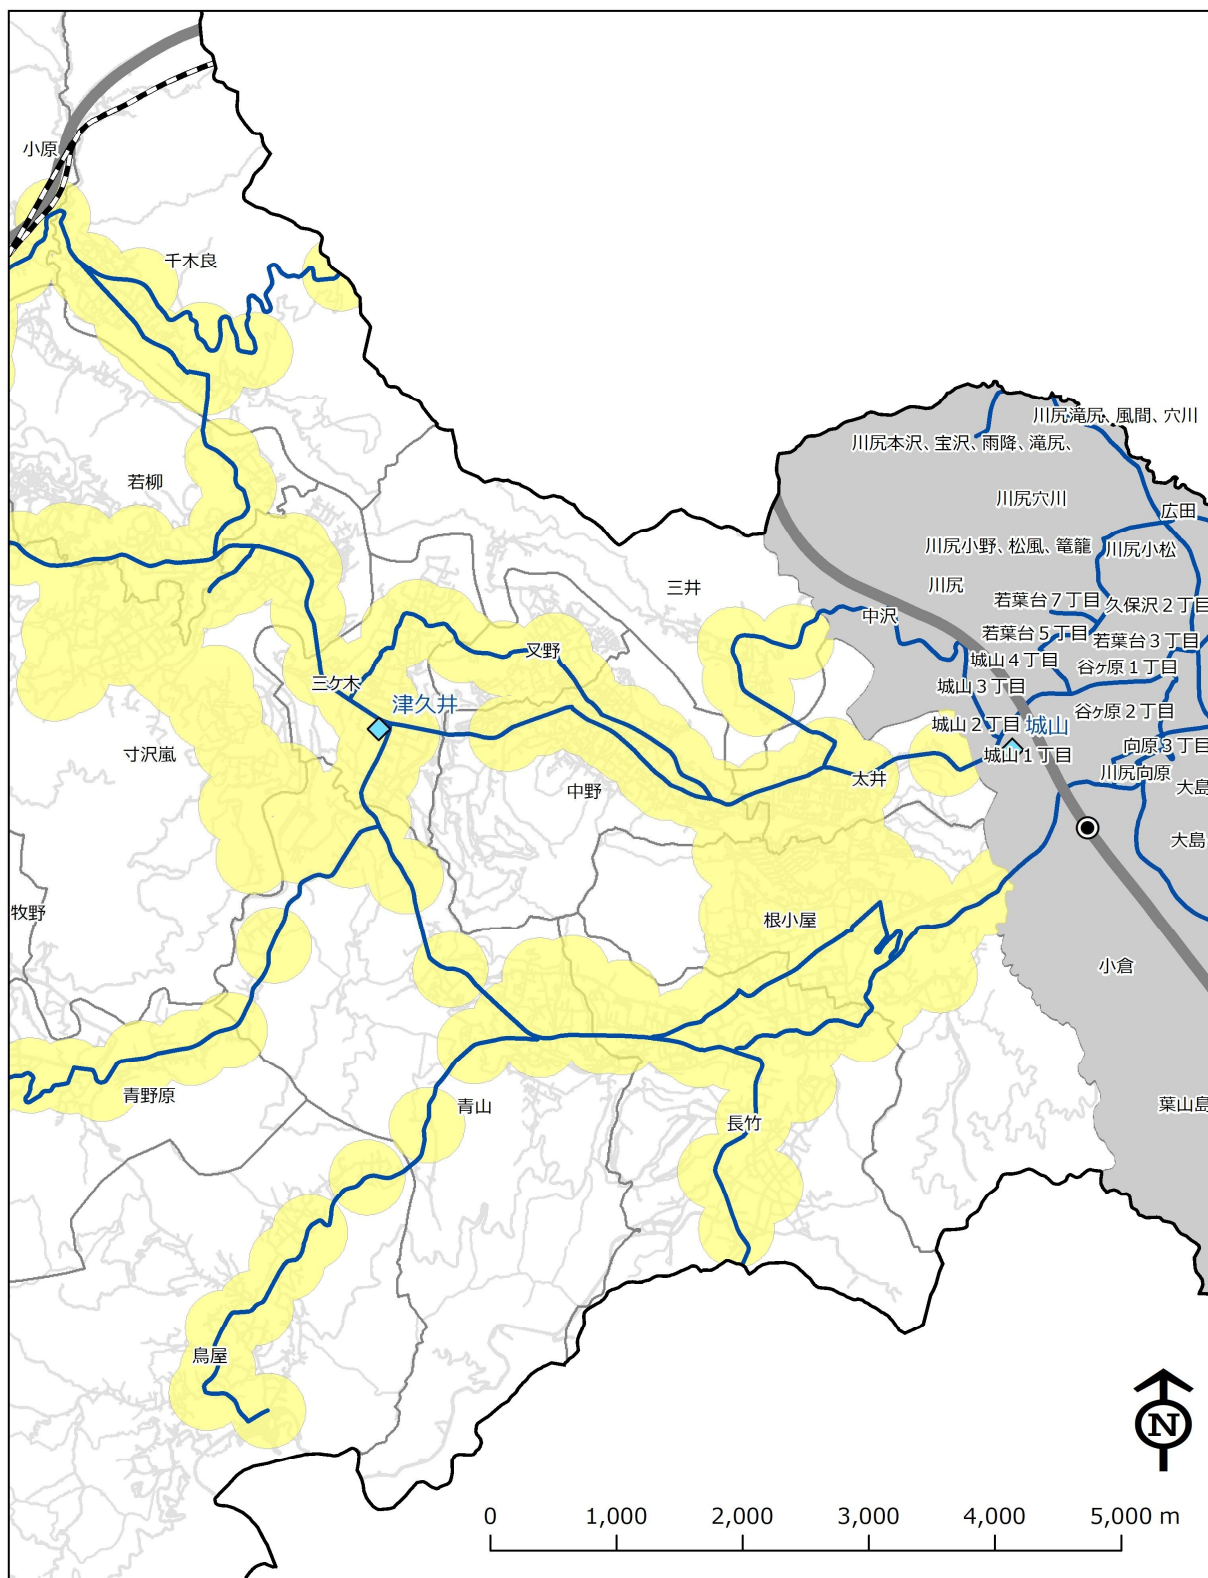 小原
千木良
川尻滝尻、風間、穴川
川尻本沢、宝沢、雨降、滝尻、
若柳
川尻穴川
広田
川尻小野、松風、篭籠
川尻小松
三井
川尻
若葉台7丁目
久保沢2丁目
中沢
若葉台5丁目
若葉台3丁目
又野
城山4丁目
谷ヶ原1丁目
三ケ木
城山3丁目
津久井
谷ヶ原2丁目
城山2丁目
城山
寸沢嵐
城山1丁目
向原3丁目
川尻向原
太井
中野
大島
大島
牧野
根小屋
小倉
青野原
青山
葉山島
長竹
鳥屋
N
0 1,000 2,000 3,000 4,000 5,000 m